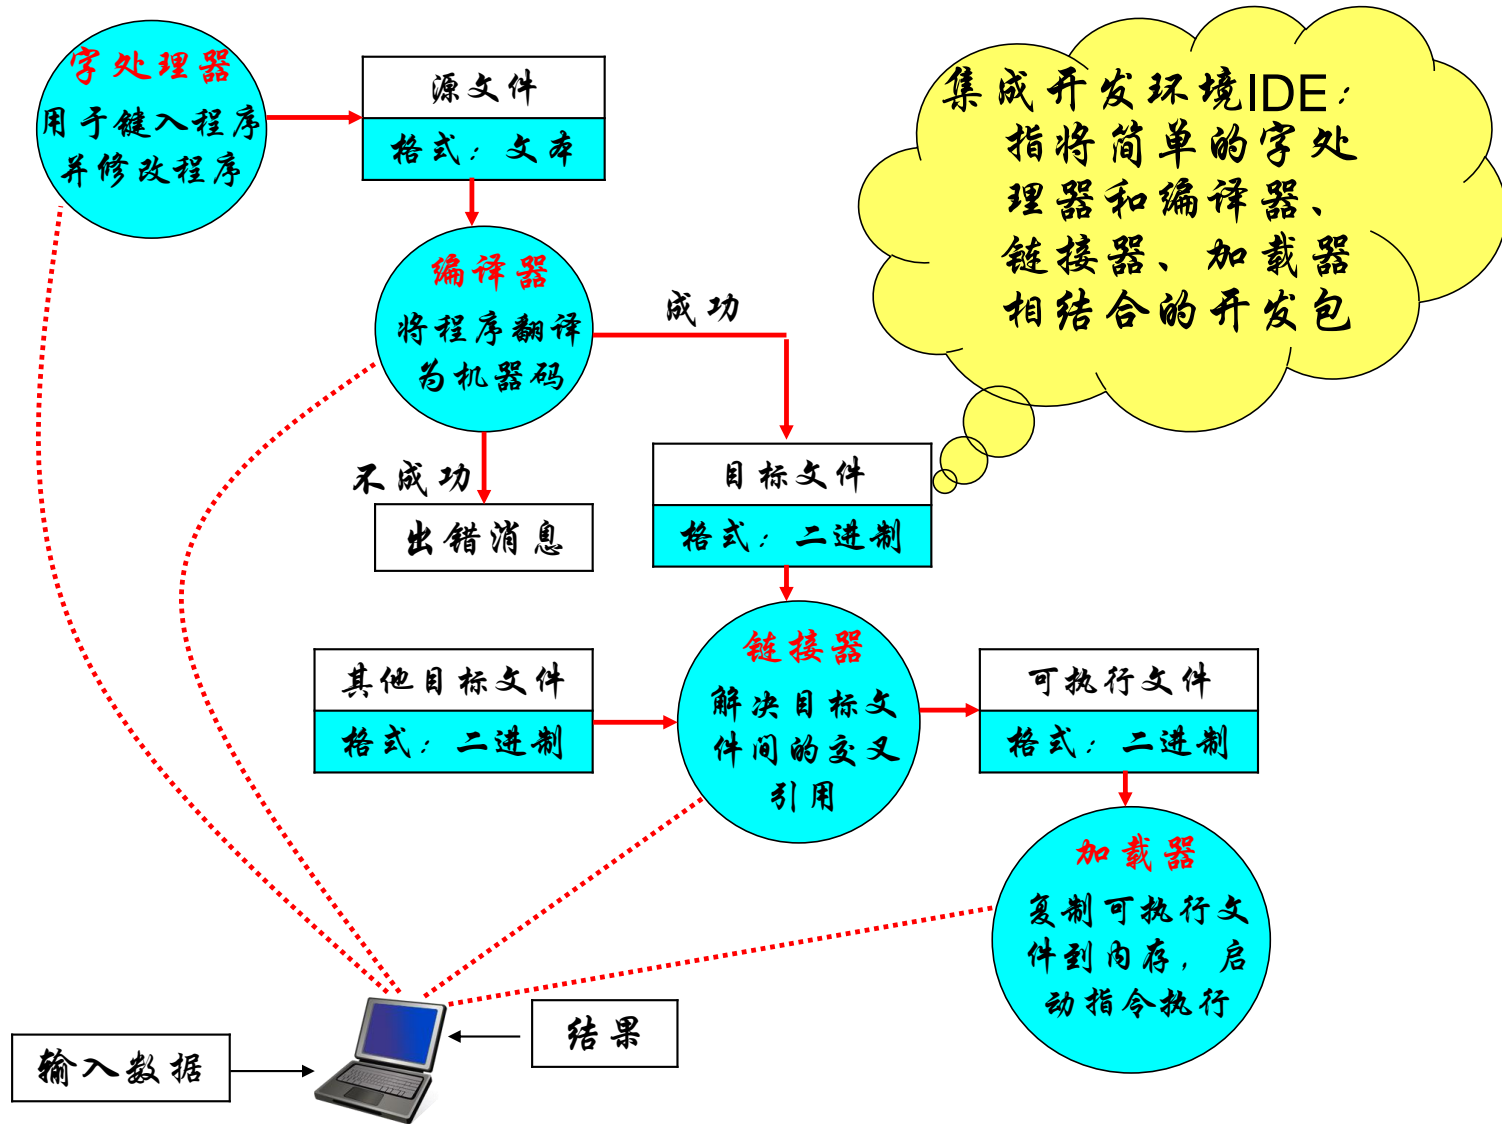 字处理器
用于键入程序
并修改程序
源文件
格式：文本
集成开发环境IDE：
指将简单的字处
理器和编译器、
链接器、加载器
相结合的开发包
编译器
将程序翻译
为机器码
成功
不成功
出错消息
目标文件
格式：二进制
其他目标文件
格式：二进制
链接器
解决目标文
件间的交叉
引用
可执行文件
格式：二进制
加载器
复制可执行文
件到内存，启
动指令执行
结果
输入数据